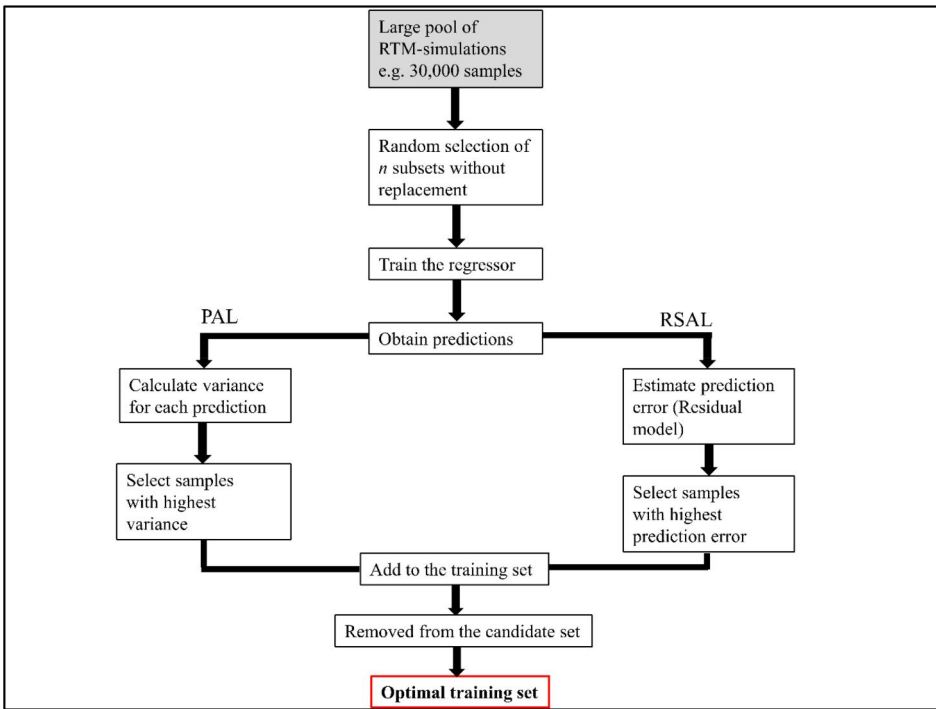 Large pool of
RTM-simulations
e.g. 30,000 samples
Random selection of
n subsets without
replacement
Train the regressor
PAL
RSAL
Obtain predictions
Calculate variance
for each prediction
Estimate prediction
error (Residual
model)
Select samples
with highest
variance
Select samples
with highest
prediction error
Add to the training set
Removed from the candidate set
Optimal training set